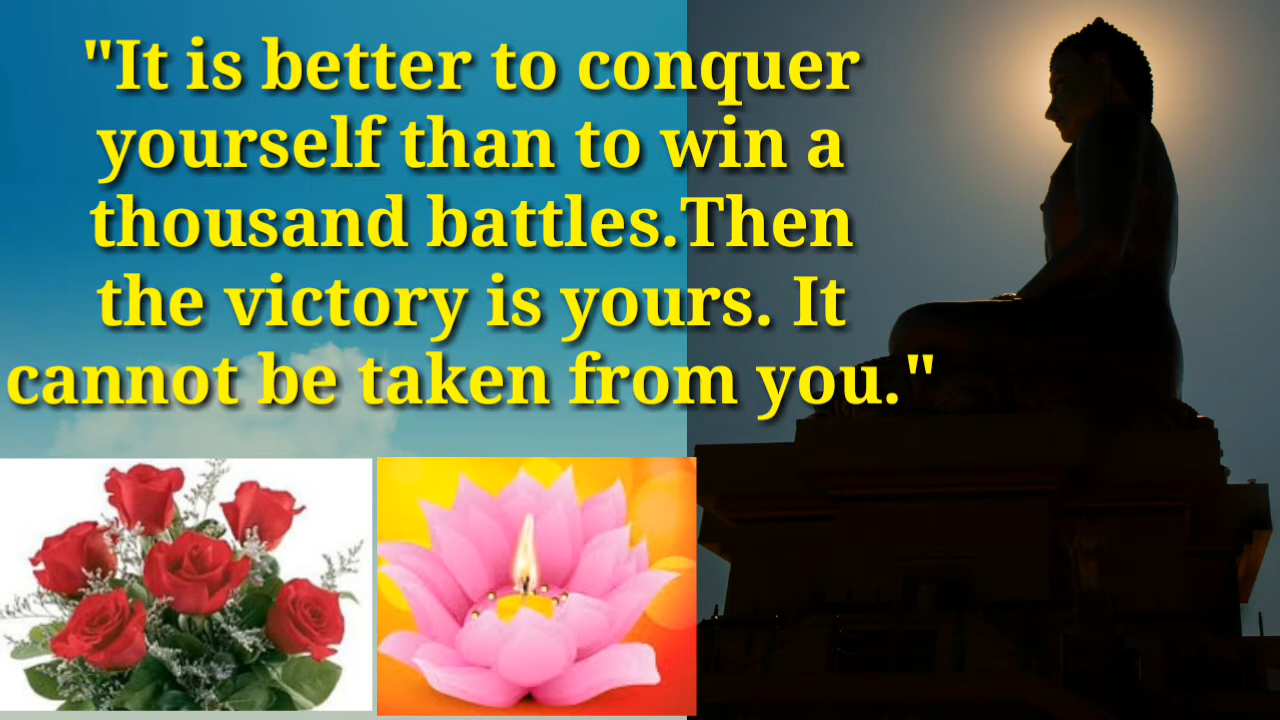 "It is better to conquer
yourself than to win a
thousand battles.Then
the victory is yours. It
cannot be taken from you."